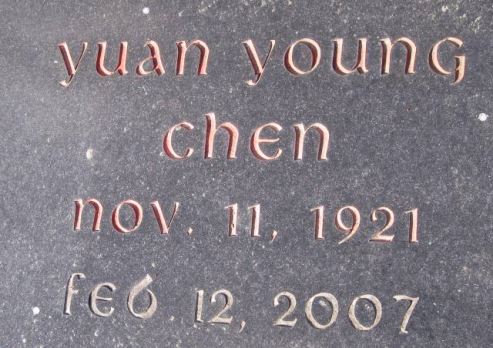 yuan young
chen
nov. 11, 1921
feb. 12, 2007